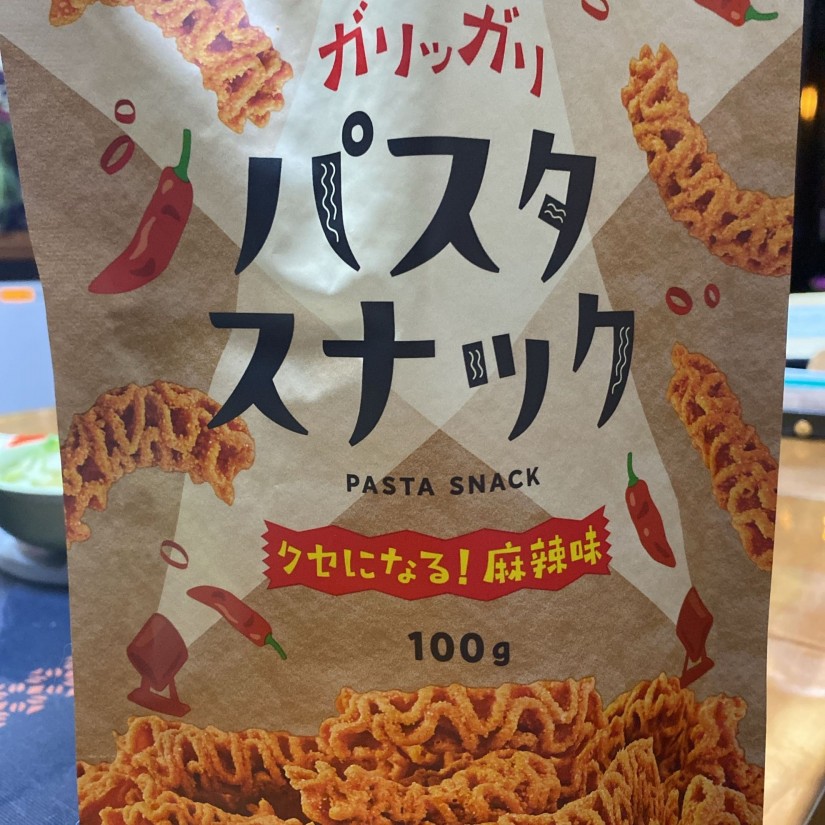 ガリッガリ
パスタ
スナック
PASTA SNACK
クセになる！麻辣味
100g